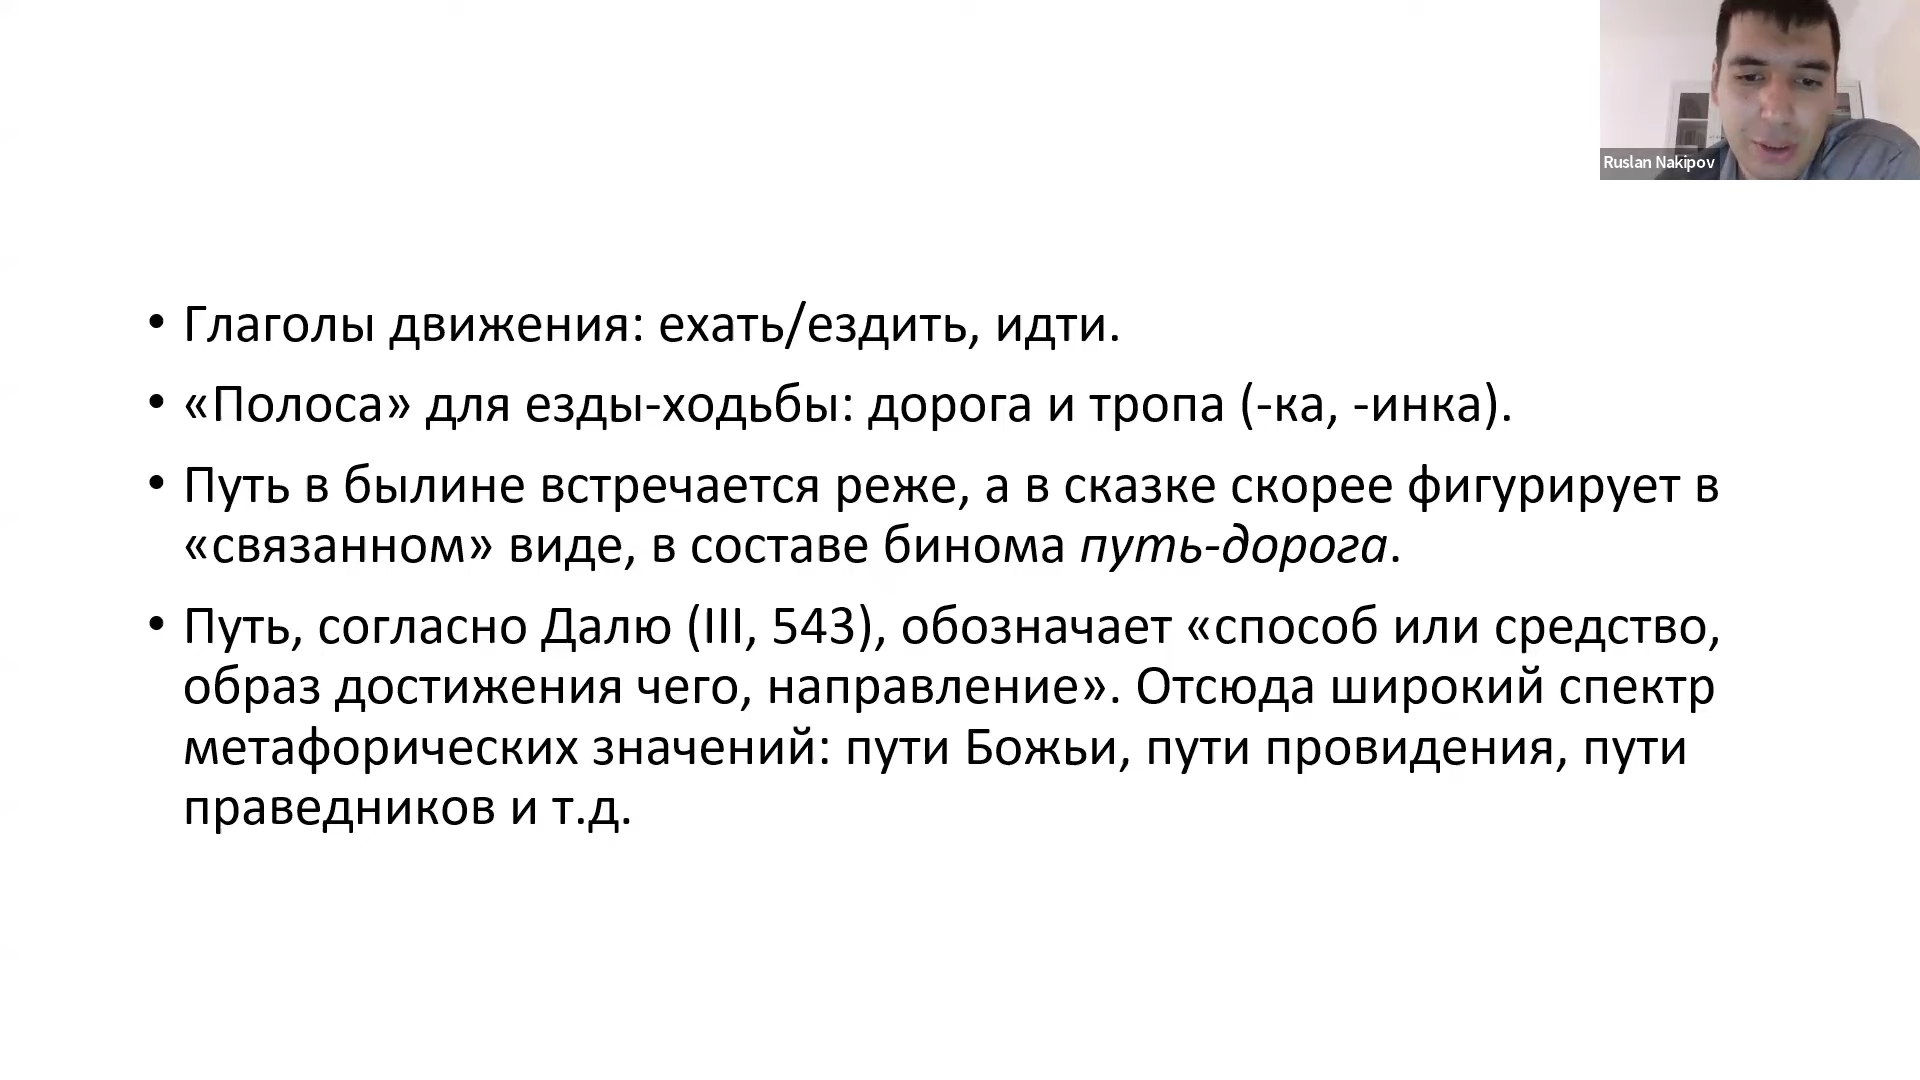 Ruslan Nakipov
• Глаголы движения: ехать/ездить, идти.
• «Полоса» для езды-ходьбы: дорога и тропа (-ка, -инка).
• Путь в былине встречается реже, а в сказке скорее фигурирует в
«связанном» виде, в составе бинома путь-дорога.
• Путь, согласно Далю (III, 543), обозначает «способ или средство,
образ достижения чего, направление». Отсюда широкий спектр
метафорических значений: пути Божьи, пути провидения, пути
праведников и т.д.